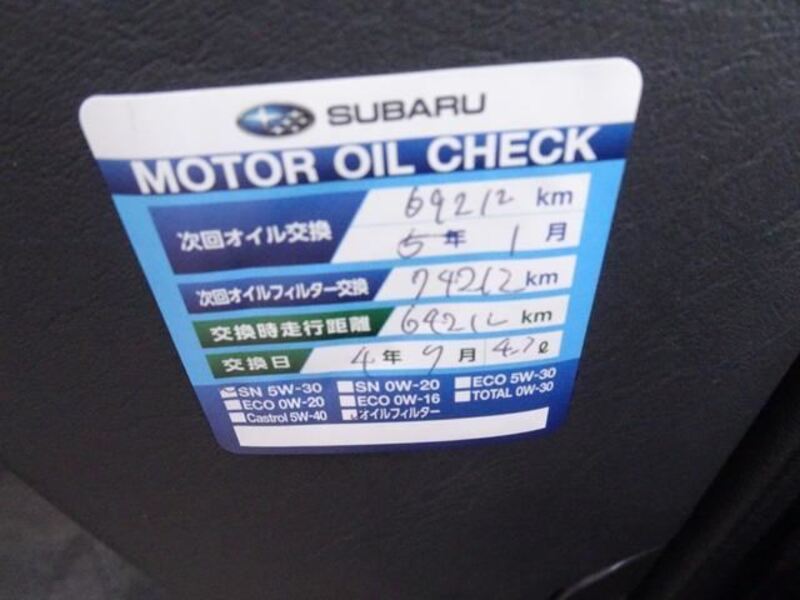 SUBARU
MOTOR OIL CHECK
次回オイル交換 69212 km
5年 1月
次回オイルフィルター交換 74212 km
交換時走行距離 64212 km
交換日 4年 7月 4.7ℓ
SN 5W-30 SN 0W-20 ECO 5W-30
ECO 0W-20 ECO 0W-16 TOTAL 0W-30
Castrol 5W-40 オイルフィルター